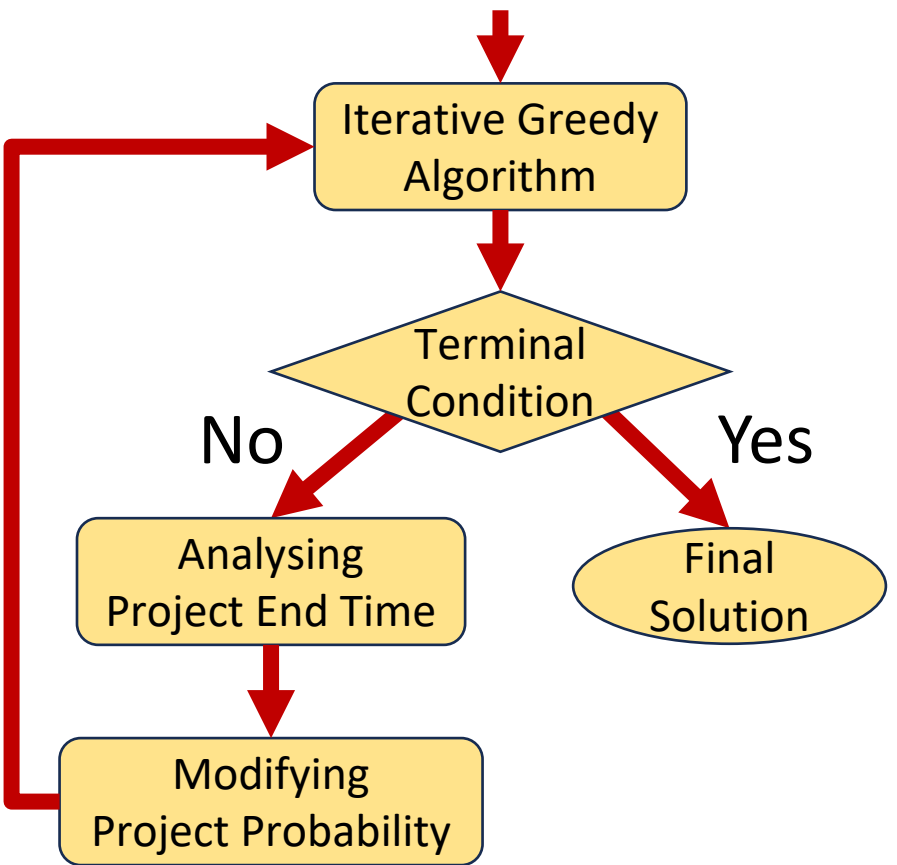 Iterative Greedy
Algorithm
Terminal
Condition
No
Yes
Analysing
Project End Time
Final
Solution
Modifying
Project Probability